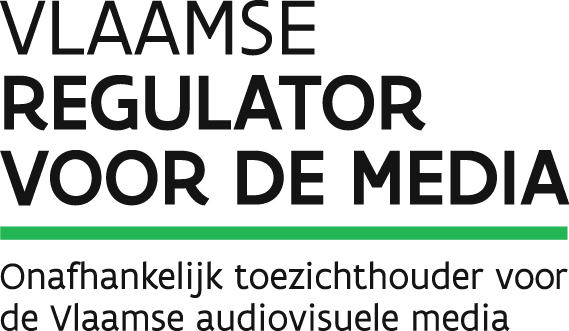 VLAAMSE
REGULATOR
VOOR DE MEDIA
Onafhankelijk toezichthouder voor
de Vlaamse audiovisuele media